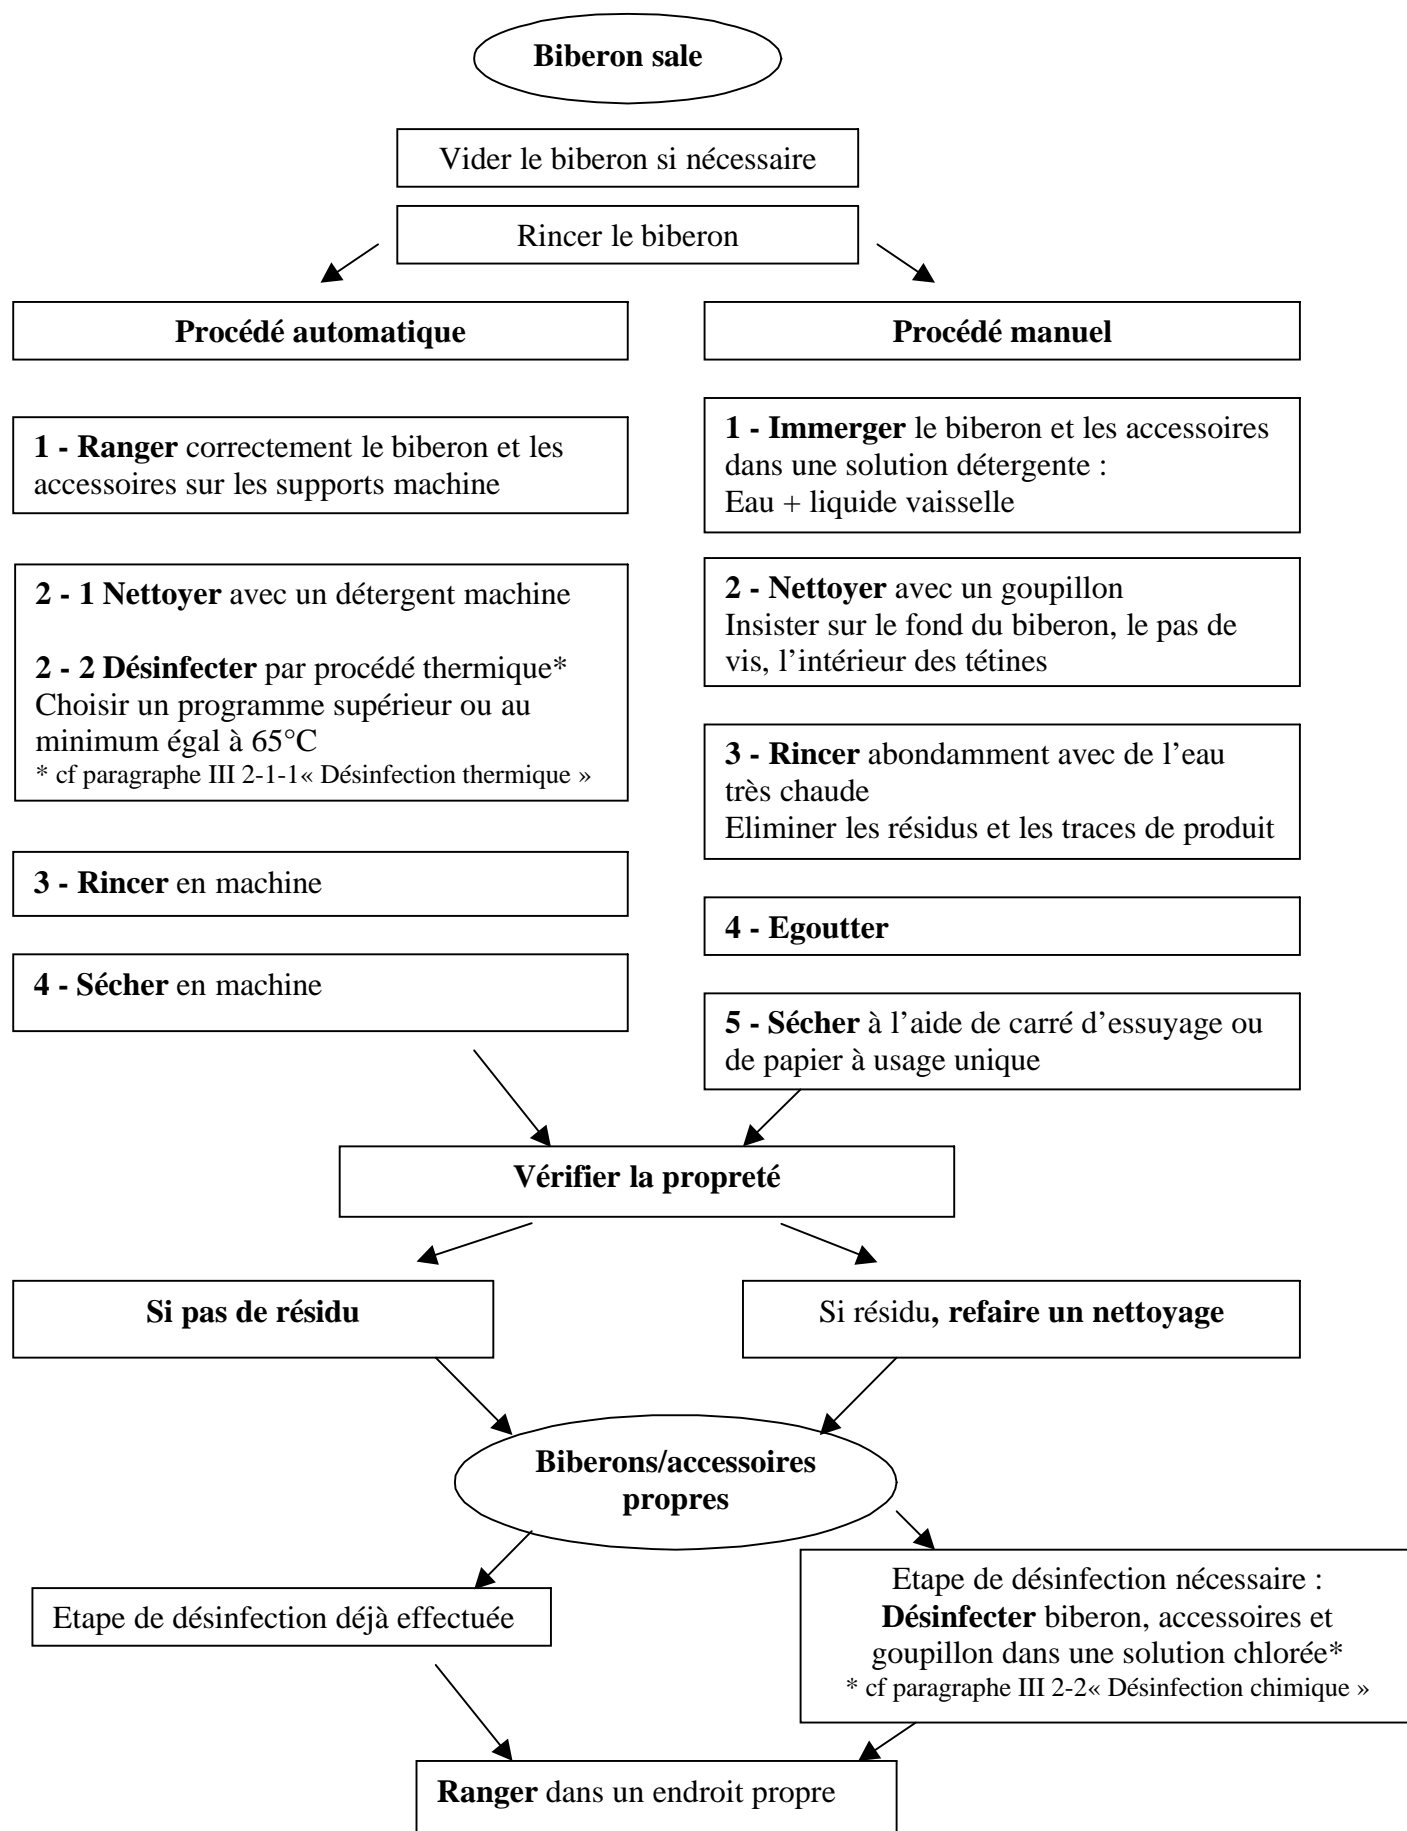 Biberon sale
Vider le biberon si nécessaire
Rincer le biberon
Procédé automatique
1 - Ranger correctement le biberon et les
accessoires sur les supports machine
2 - 1 Nettoyer avec un détergent machine
2 - 2 Désinfecter par procédé thermique*
Choisir un programme supérieur ou au
minimum égal à 65°C
* cf paragraphe III 2-1-1« Désinfection thermique »
3 - Rincer en machine
4 - Sécher en machine
Procédé manuel
1 - Immerger le biberon et les accessoires
dans une solution détergente :
Eau + liquide vaisselle
2 - Nettoyer avec un goupillon
Insister sur le fond du biberon, le pas de
vis, l’intérieur des tétines
3 - Rincer abondamment avec de l’eau
très chaude
Eliminer les résidus et les traces de produit
4 - Egoutter
5 - Sécher à l’aide de carré d’essuyage ou
de papier à usage unique
Vérifier la propreté
Si pas de résidu
Si résidu, refaire un nettoyage
Biberons/accessoires
propres
Etape de désinfection déjà effectuée
Etape de désinfection nécessaire :
Désinfecter biberon, accessoires et
goupillon dans une solution chlorée*
* cf paragraphe III 2-2« Désinfection chimique »
Ranger dans un endroit propre